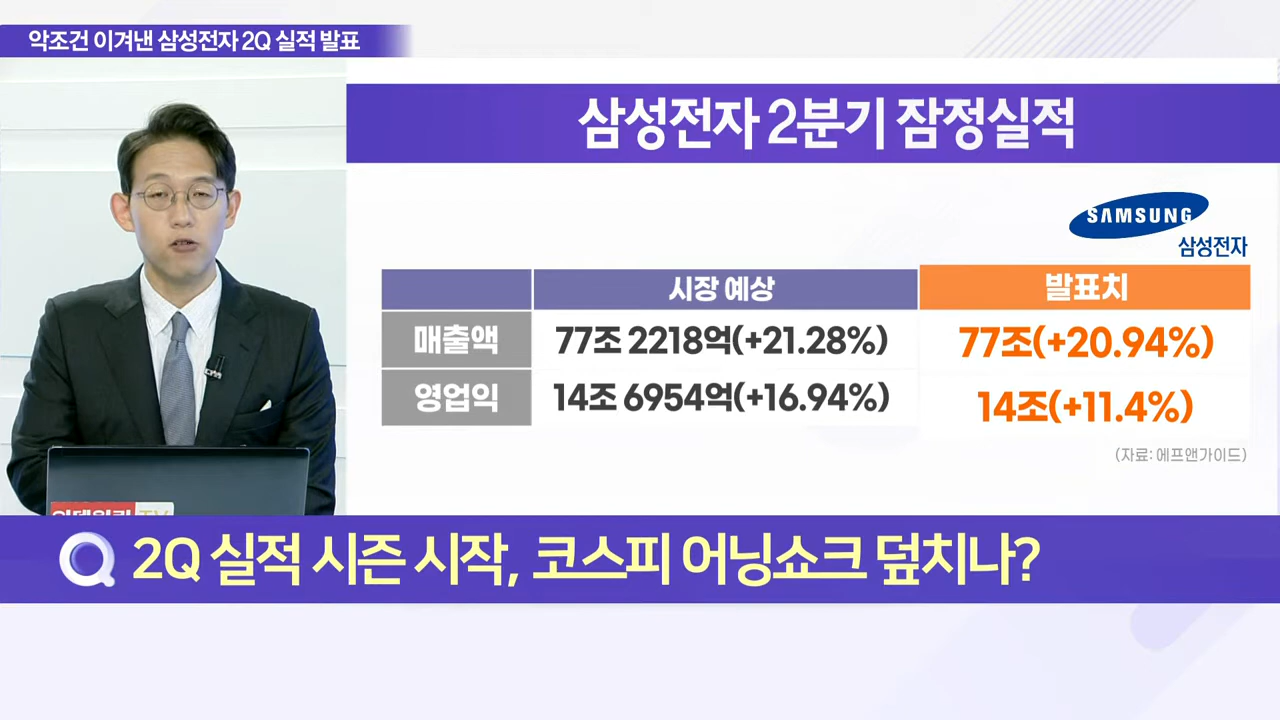 악조건 이겨낸 삼성전자 2Q 실적 발표
삼성전자 2분기 잠정실적
SAMSUNG
삼성전자
시장 예상 발표치
매출액 77조 2218억(+21.28%) 77조(+20.94%)
영업익 14조 6954억(+16.94%) 14조(+11.4%)
(자료: 에프앤가이드)
2Q 실적 시즌 시작, 코스피 어닝쇼크 덮치나?